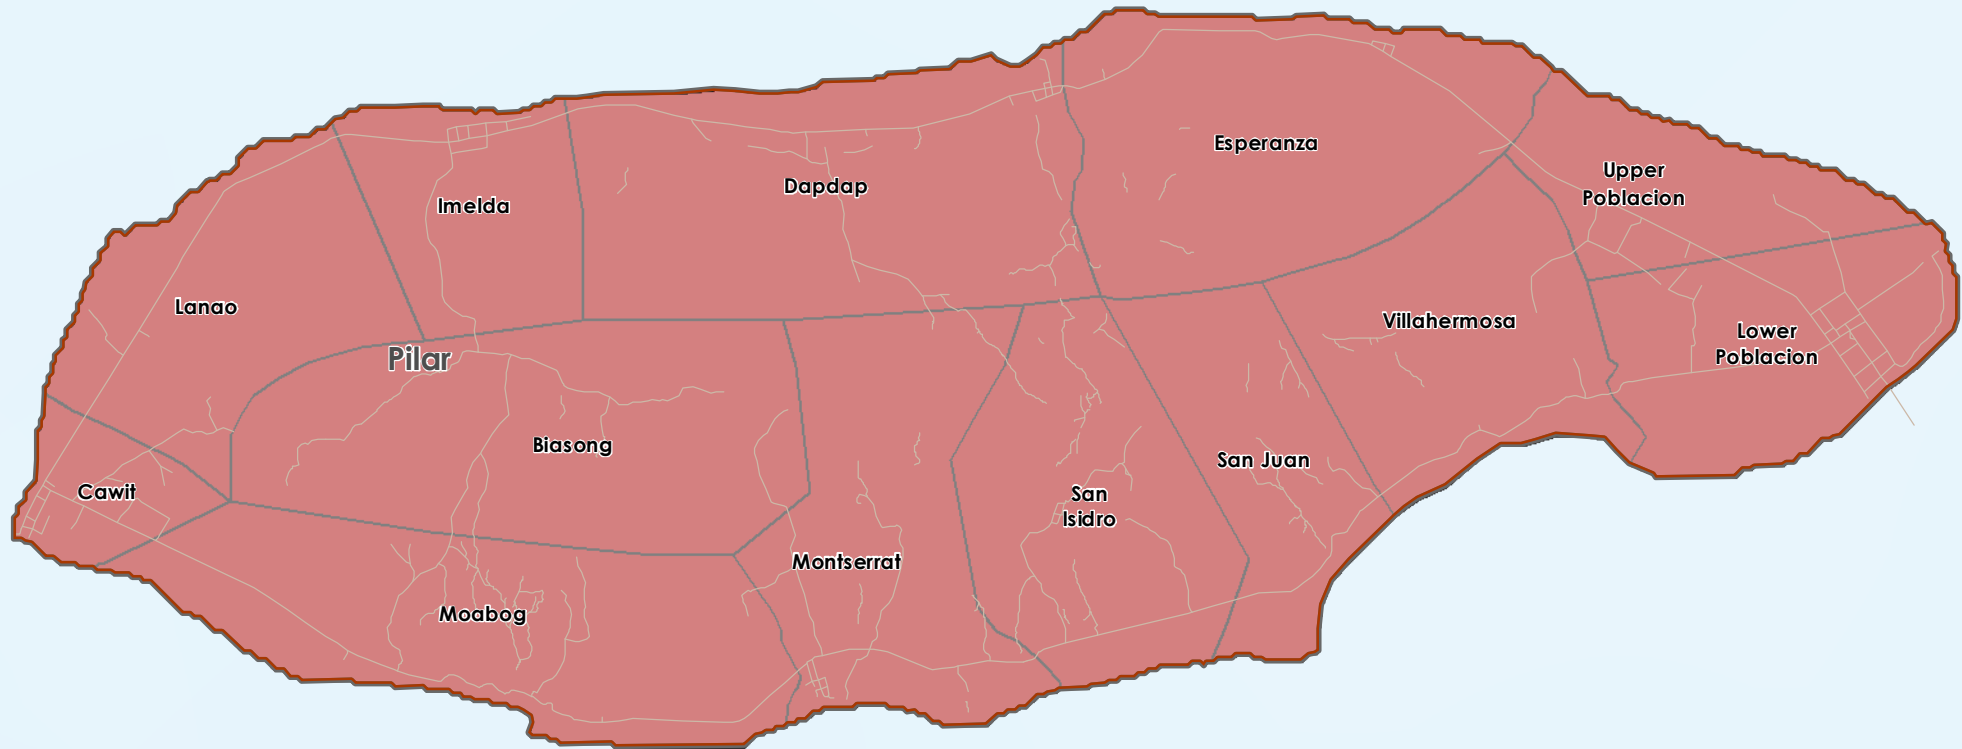 Esperanza
Upper
Poblacion
Dapdap
Imelda
Lanao
Villahermosa
Lower
Poblacion
Pilar
Biasong
San Juan
Cawit
San
Isidro
Montserrat
Moabog